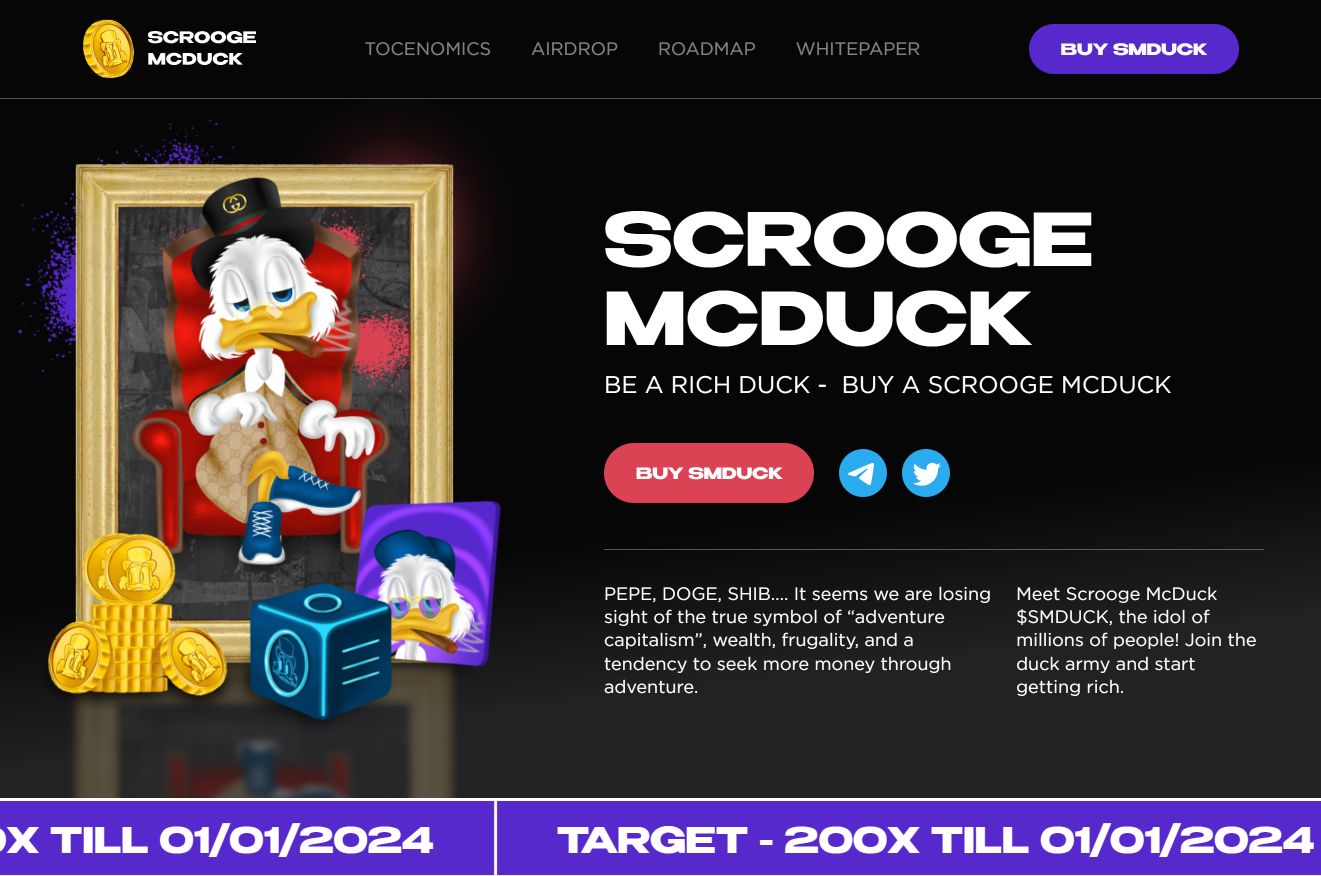 SCROOGE
MCDUCK
TOCENOMICS
AIRDROP
ROADMAP
WHITEPAPER
BUY SMDUCK
SCROOGE
MCDUCK
BE A RICH DUCK - BUY A SCROOGE MCDUCK
BUY SMDUCK
PEPE, DOGE, SHIB.... It seems we are losing
sight of the true symbol of “adventure
capitalism”, wealth, frugality, and a
tendency to seek more money through
adventure.
Meet Scrooge McDuck
$SMDUCK, the idol of
millions of people! Join the
duck army and start
getting rich.
X TILL 01/01/2024
TARGET - 200X TILL 01/01/2024